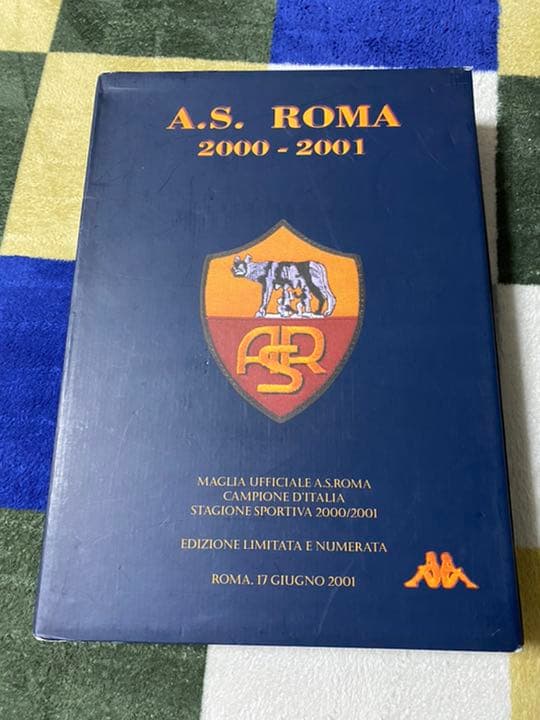 A.S. ROMA
2000 - 2001
ASR
MAGLIA UFFICIALE A.S.ROMA
CAMPIONE D'ITALIA
STAGIONE SPORTIVA 2000/2001
EDIZIONE LIMITATA E NUMERATA
ROMA, 17 GIUGNO 2001